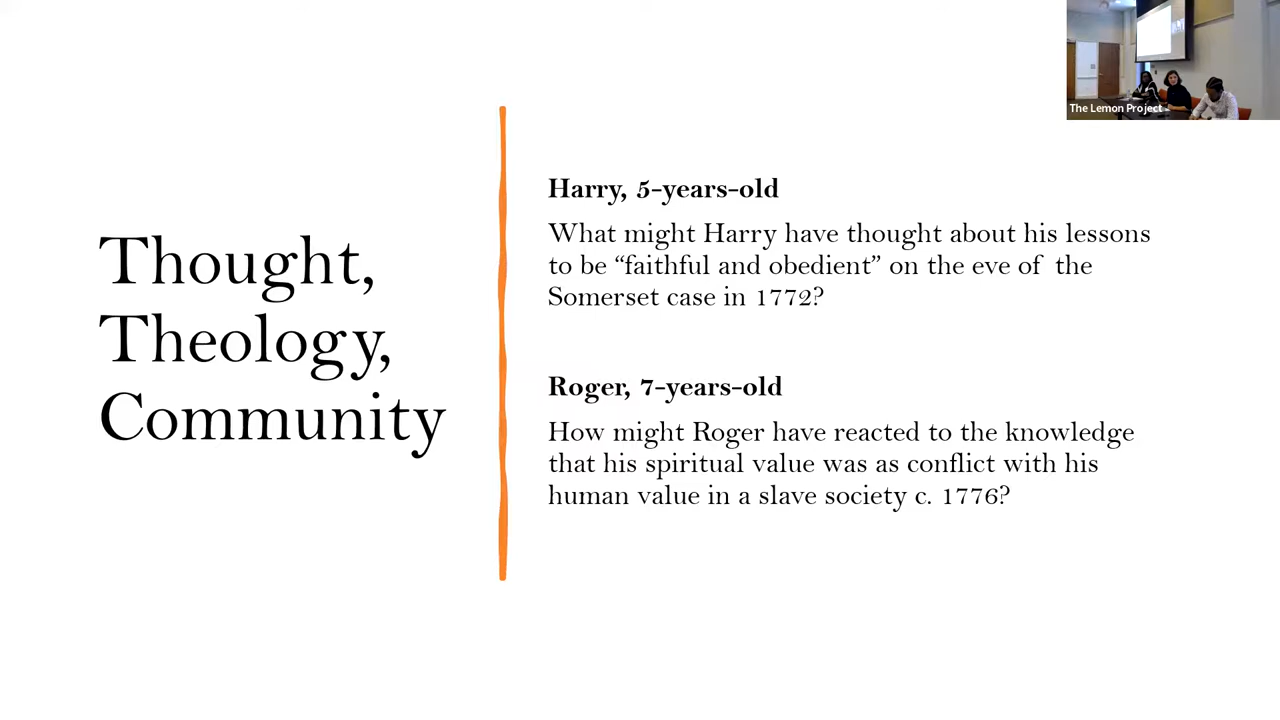 Thought,
Theology,
Community
Harry, 5-years-old
What might Harry have thought about his lessons
to be “faithful and obedient” on the eve of the
Somerset case in 1772?
Roger, 7-years-old
How might Roger have reacted to the knowledge
that his spiritual value was as conflict with his
human value in a slave society c. 1776?
The Lemon Project